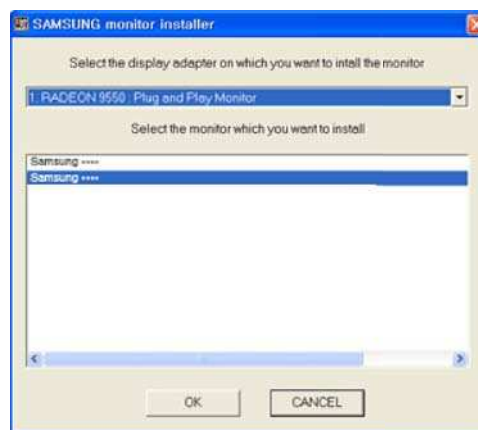 SAMSUNG monitor installer
Select the display adapter on which you want to intall the monitor
1: RADEON 9550 : Plug and Play Monitor
Select the monitor which you want to install
Samsung ****
Samsung ****
OK
CANCEL